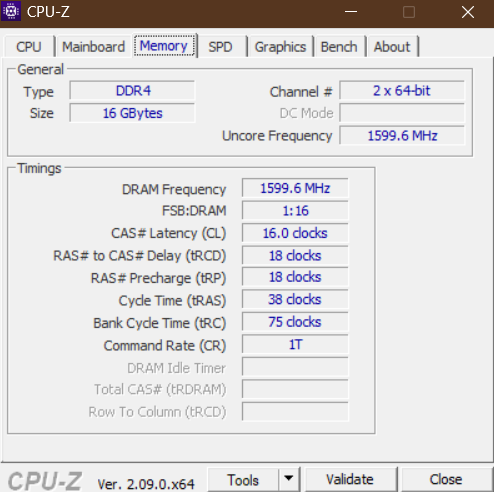 CPU-Z
CPU Mainboard Memory SPD Graphics Bench About
General
Type DDR4 Channel # 2 x 64-bit
Size 16 GBytes DC Mode
Uncore Frequency 1599.6 MHz
Timings
DRAM Frequency 1599.6 MHz
FSB:DRAM 1:16
CAS# Latency (CL) 16.0 clocks
RAS# to CAS# Delay (tRCD) 18 clocks
RAS# Precharge (tRP) 18 clocks
Cycle Time (tRAS) 38 clocks
Bank Cycle Time (tRC) 75 clocks
Command Rate (CR) 1T
DRAM Idle Timer
Total CAS# (tRDRAM)
Row To Column (tRCD)
CPU-Z Ver. 2.09.0.x64 Tools Validate Close